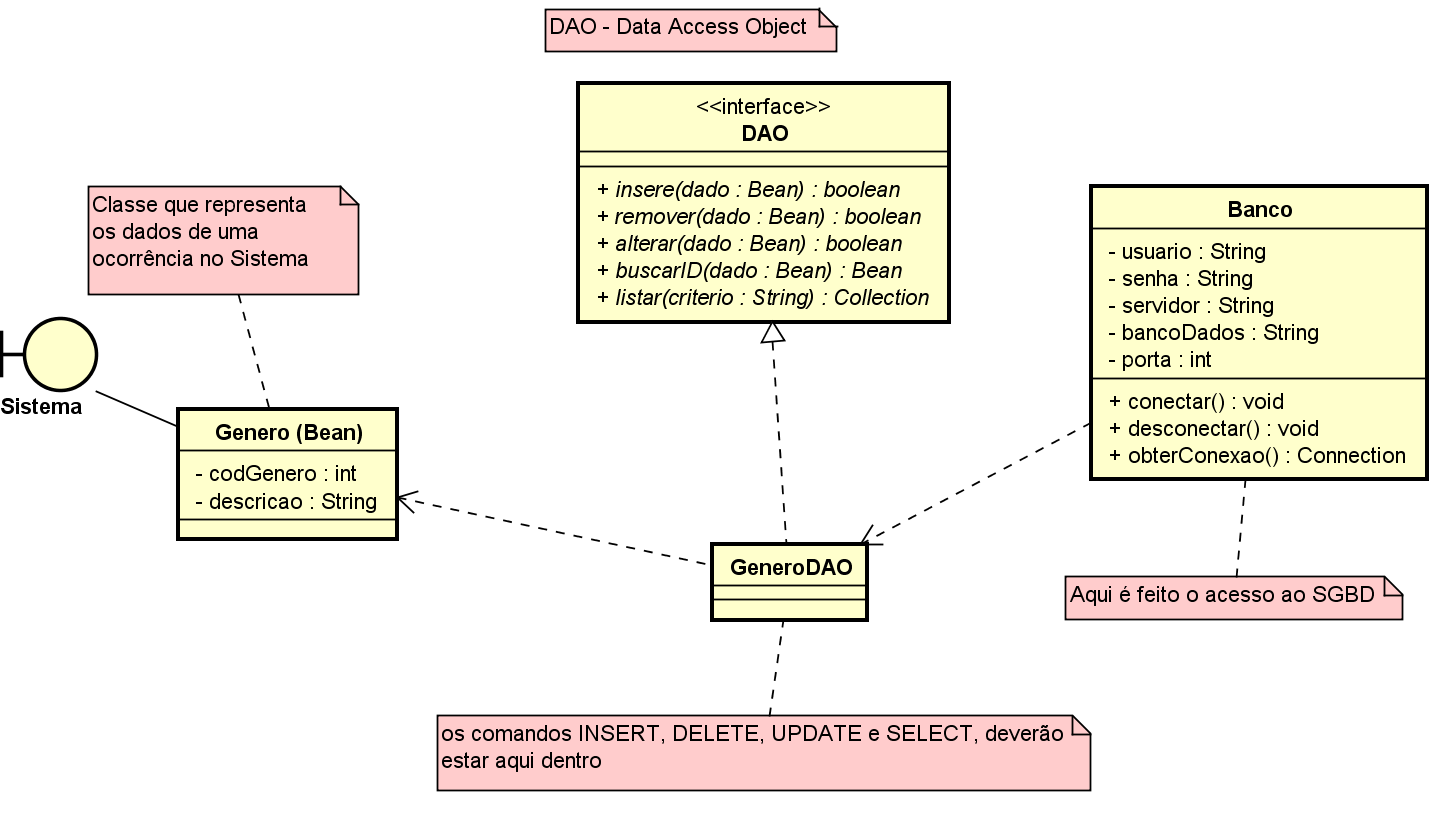 DAO - Data Access Object
<<interface>>
DAO
+ insere(dado : Bean) : boolean
+ remover(dado : Bean) : boolean
+ alterar(dado : Bean) : boolean
+ buscarID(dado : Bean) : Bean
+ listar(criterio : String) : Collection
Classe que representa
os dados de uma
ocorrência no Sistema
Banco
- usuario : String
- senha : String
- servidor : String
- bancoDados : String
- porta : int
+ conectar() : void
+ desconectar() : void
+ obterConexao() : Connection
Sistema
Genero (Bean)
- codGenero : int
- descricao : String
GeneroDAO
Aqui é feito o acesso ao SGBD
os comandos INSERT, DELETE, UPDATE e SELECT, deverão
estar aqui dentro